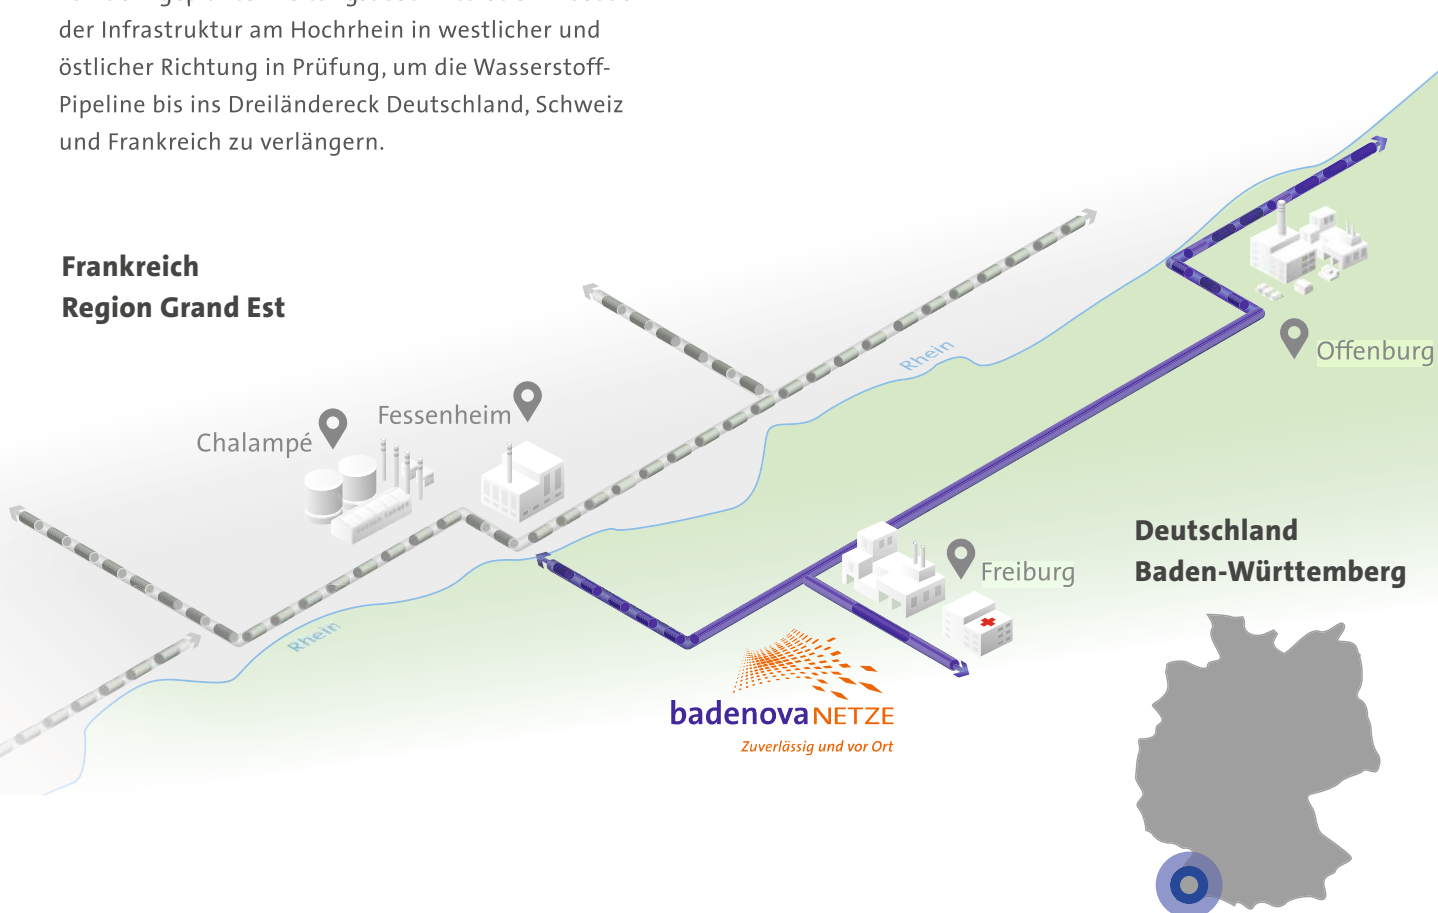 der Infrastruktur am Hochrhein in westlicher und
östlicher Richtung in Prüfung, um die Wasserstoff-
Pipeline bis ins Dreiländereck Deutschland, Schweiz
und Frankreich zu verlängern.
Frankreich
Region Grand Est
Rhein
Offenburg
Fessenheim
Chalampé
Deutschland
Baden-Württemberg
Freiburg
Rhein
badenovaNETZE
Zuverlässig und vor Ort